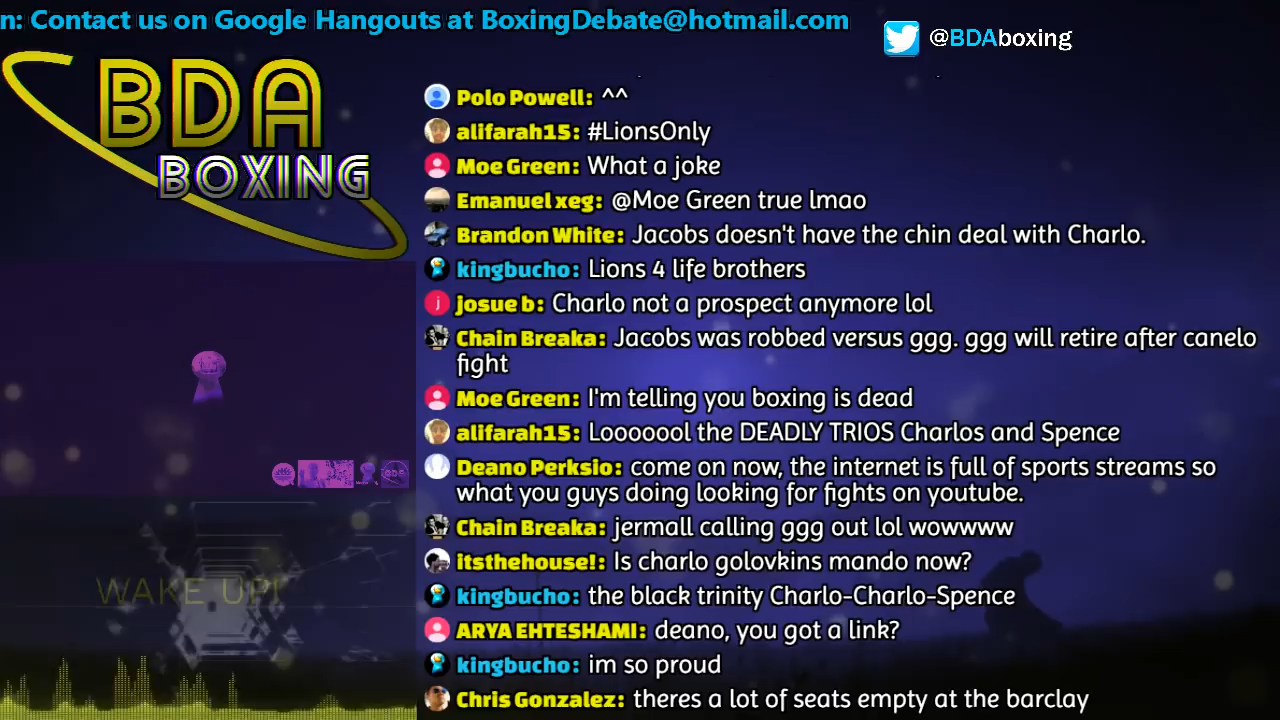 n: Contact us on Google Hangouts at BoxingDebate@hotmail.com
@BDAboxing
BDA
BOXING
Polo Powell: ^^
alifarah15: #LionsOnly
Moe Green: What a joke
Emanuel xeg: @Moe Green true lmao
Brandon White: Jacobs doesn't have the chin deal with Charlo.
kingbucho: Lions 4 life brothers
j josue b: Charlo not a prospect anymore lol
Chain Breaka: Jacobs was robbed versus ggg. ggg will retire after canelo
fight
Moe Green: I'm telling you boxing is dead
alifarah15: Looooool the DEADLY TRIOS Charlos and Spence
Deano Perksio: come on now, the internet is full of sports streams so
what you guys doing looking for fights on youtube.
Chain Breaka: jermall calling ggg out lol wowwww
itsthehouse!: Is charlo golovkins mando now?
kingbucho: the black trinity Charlo-Charlo-Spence
ARYA EHTESHAMI: deano, you got a link?
kingbucho: im so proud
Chris Gonzalez: theres a lot of seats empty at the barclay
WAKE UP!